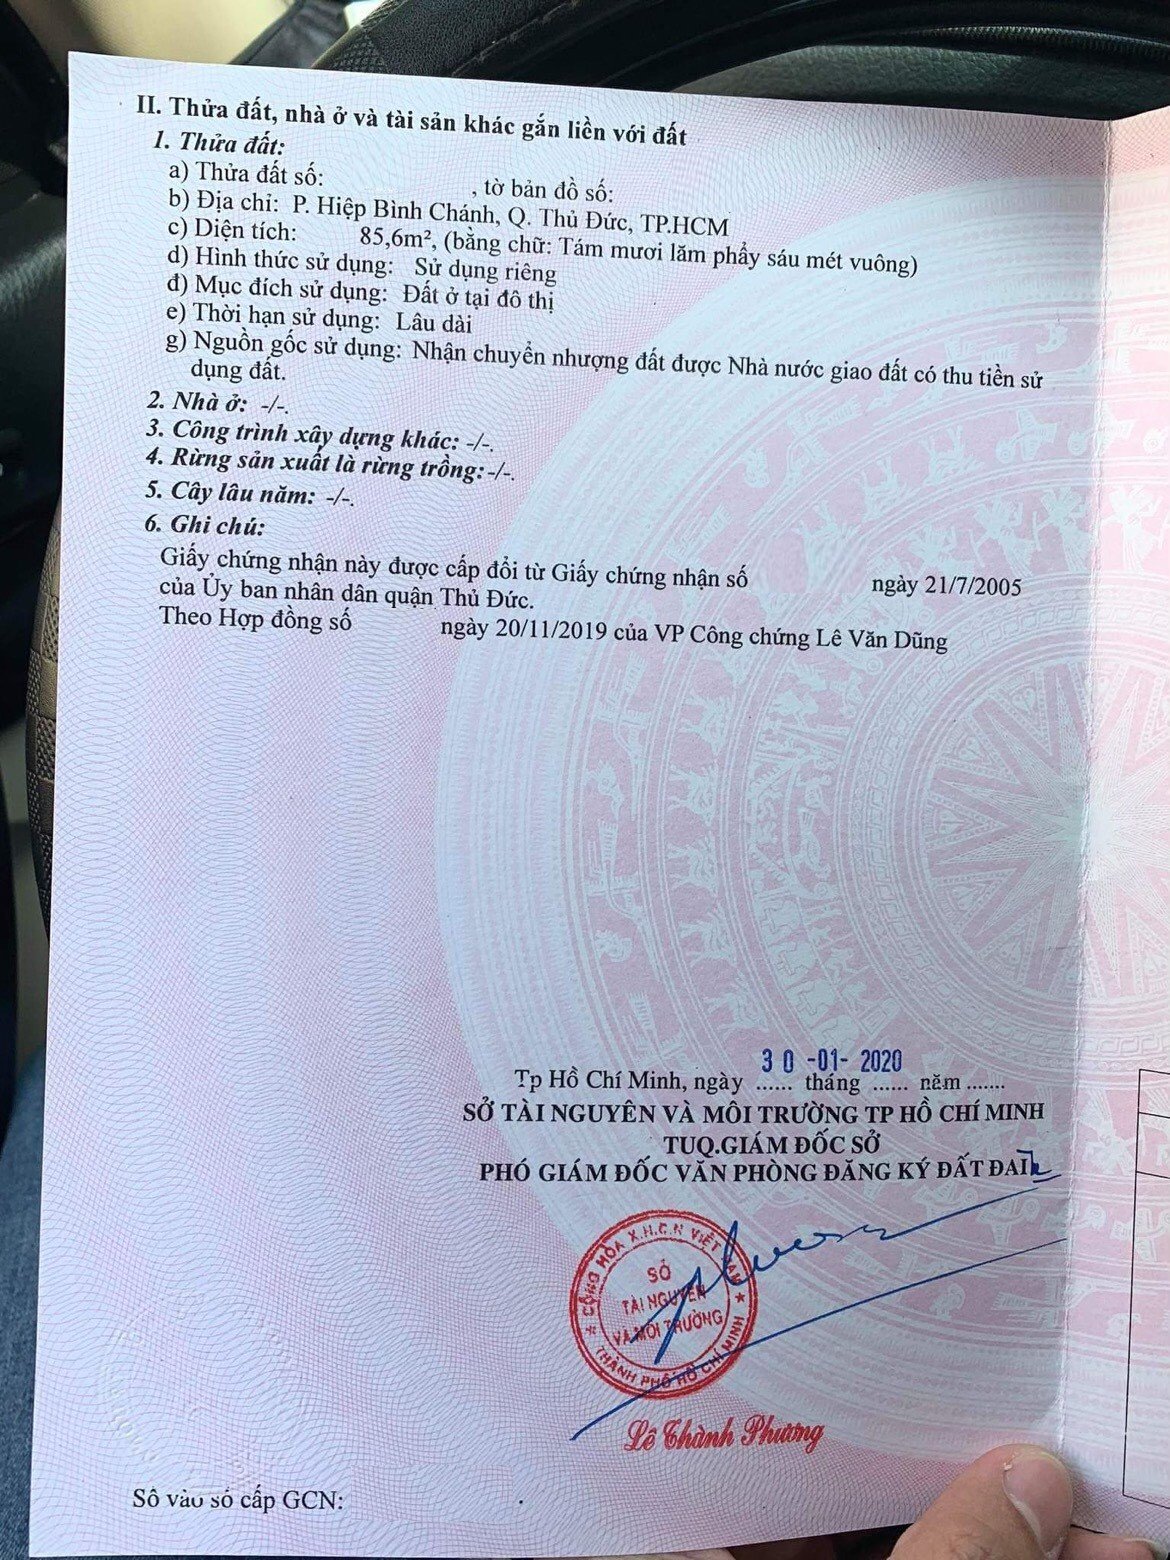 II. Thửa đất, nhà ở và tài sản khác gắn liền với đất
1. Thửa đất:
a) Thửa đất số: , tờ bản đồ số:
b) Địa chỉ: P. Hiệp Bình Chánh, Q. Thủ Đức, TP.HCM
c) Diện tích: 85,6m², (bằng chữ: Tám mươi lăm phẩy sáu mét vuông)
d) Hình thức sử dụng: Sử dụng riêng
đ) Mục đích sử dụng: Đất ở tại đô thị
e) Thời hạn sử dụng: Lâu dài
g) Nguồn gốc sử dụng: Nhận chuyển nhượng đất được Nhà nước giao đất có thu tiền sử
dụng đất.
2. Nhà ở: -/-.
3. Công trình xây dựng khác: -/-.
4. Rừng sản xuất là rừng trồng: -/-.
5. Cây lâu năm: -/-.
6. Ghi chú:
Giấy chứng nhận này được cấp đổi từ Giấy chứng nhận số ngày 21/7/2005
của Ủy ban nhân dân quận Thủ Đức.
Theo Hợp đồng số ngày 20/11/2019 của VP Công chứng Lê Văn Dũng
30 -01- 2020
Tp Hồ Chí Minh, ngày ...... tháng ...... năm .......
SỞ TÀI NGUYÊN VÀ MÔI TRƯỜNG TP HỒ CHÍ MINH
TUQ.GIÁM ĐỐC SỞ
PHÓ GIÁM ĐỐC VĂN PHÒNG ĐĂNG KÝ ĐẤT ĐAI
CỘNG HÒA X.H.C.N VIỆT NAM
SỞ
TÀI NGUYÊN
VÀ MÔI TRƯỜNG
THÀNH PHỐ HỒ CHÍ MINH
Lê Thành Phương
Số vào sổ cấp GCN: